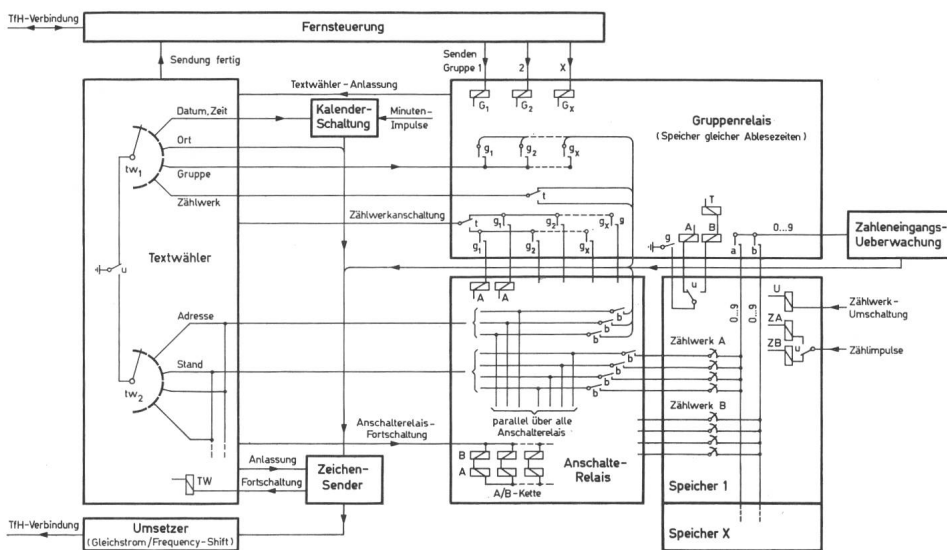 TfH-Verbindung
Fernsteuerung
Sendung fertig
Senden
Gruppe 1
2
X
Textwähler-Anlassung
G1
G2
GX
Datum, Zeit
Kalender-
Schaltung
Minuten-
Impulse
Gruppenrelais
(Speicher gleicher Ablesezeiten)
Ort
tw1
g1
g2
gX
Gruppe
Zählwerk
t
T
Zählwerkanschaltung
t
g1
g2
gX
g
g1
g2
gX
g
A
B
a
b
0...9
Zahleneingangs-
Ueberwachung
Textwähler
u
A
A
u
0...9
0...9
U
Zählwerk-
Umschaltung
ZA
ZB
u
Zählimpulse
Adresse
b
b
b
Stand
b
b
b
b
Zählwerk A
tw2
Zählwerk B
parallel über alle
Anschalterelais
Anschalterelais-
Fortschaltung
B
A
A/B-Kette
Anschalte-
Relais
Anlassung
Fortschaltung
TW
Zeichen-
Sender
Speicher 1
Speicher X
TfH-Verbindung
Umsetzer
(Gleichstrom/Frequency-Shift)